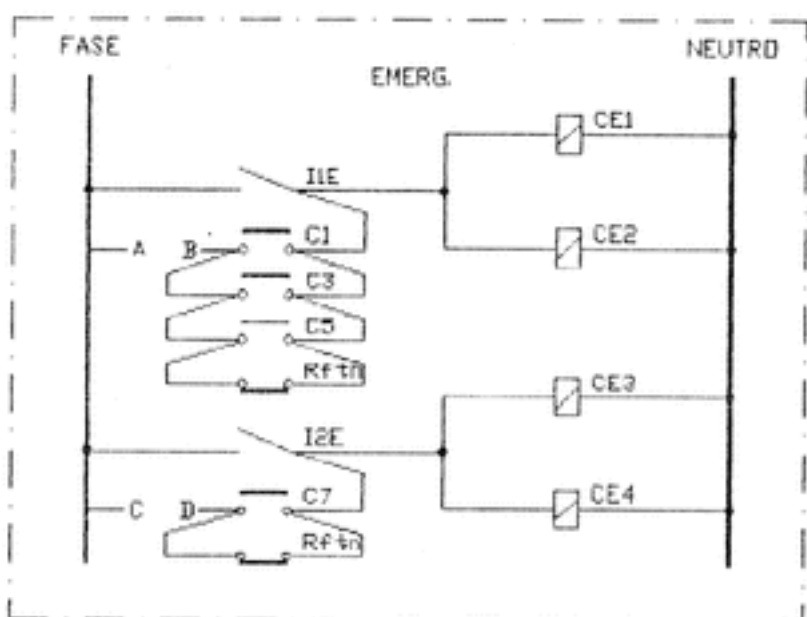 FASE
NEUTRO
EMERG.
CE1
I1E
A
B
C1
CE2
C3
C5
Rftn
CE3
I2E
C
D
C7
CE4
Rftn